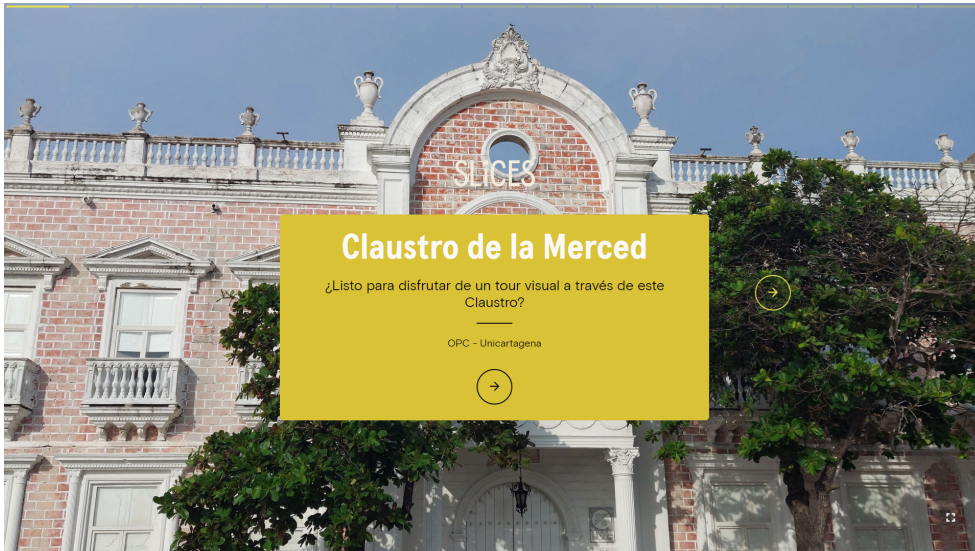 SLICES
Claustro de la Merced
¿Listo para disfrutar de un tour visual a través de este
Claustro?
OPC - Unicartagena